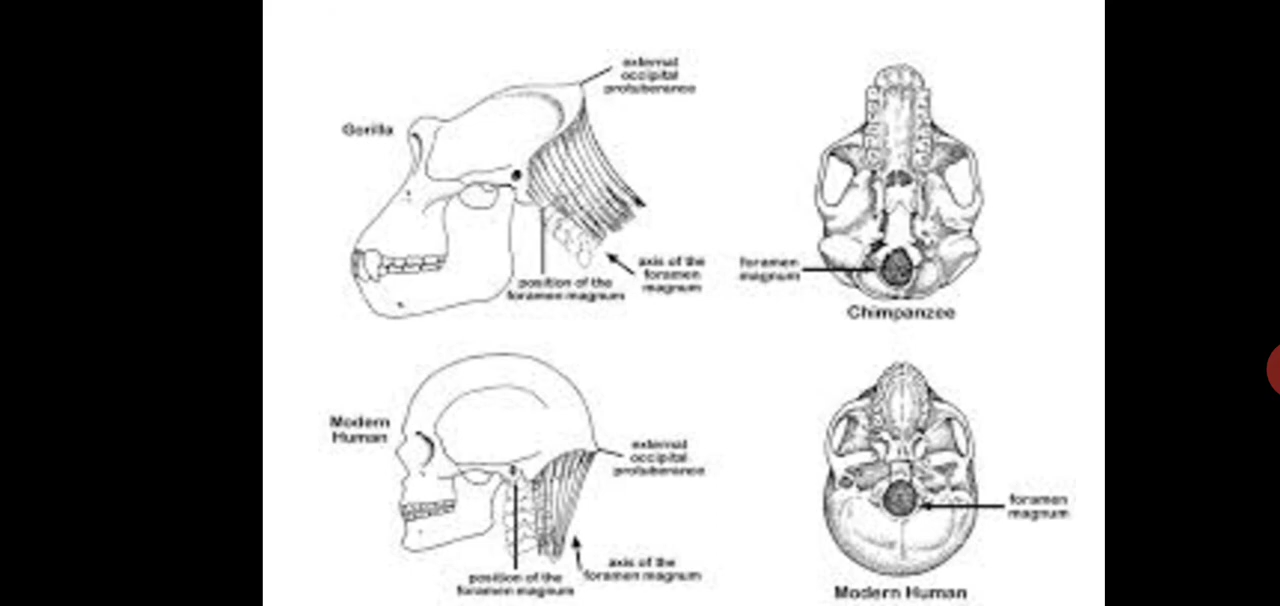 external
occipital
protuberance
Gorilla
axis of the
foramen
magnum
position of the
foramen magnum
foramen
magnum
Chimpanzee
Modern
Human
external
occipital
protuberance
foramen
magnum
axis of the
foramen magnum
position of the
foramen magnum
Modern Human